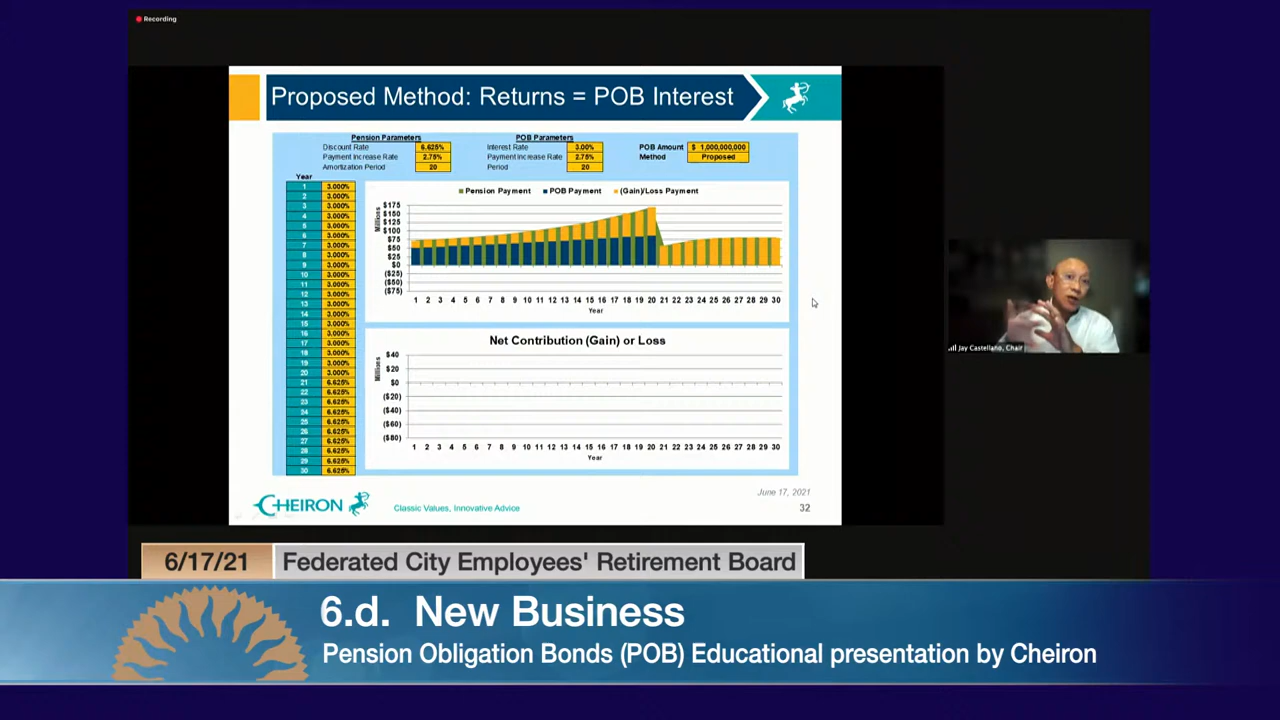 Recording
Proposed Method: Returns = POB Interest
Pension Parameters
Discount Rate 6.625%
Payment Increase Rate 2.75%
Amortization Period 20
POB Parameters
Interest Rate 3.00%
Payment Increase Rate 2.75%
Period 20
POB Amount $ 1,000,000,000
Method Proposed
Year
1 3.000%
2 3.000%
3 3.000%
4 3.000%
5 3.000%
6 3.000%
7 3.000%
8 3.000%
9 3.000%
10 3.000%
11 3.000%
12 3.000%
13 3.000%
14 3.000%
15 3.000%
16 3.000%
17 3.000%
18 3.000%
19 3.000%
20 3.000%
21 6.625%
22 6.625%
23 6.625%
24 6.625%
25 6.625%
26 6.625%
27 6.625%
28 6.625%
29 6.625%
30 6.625%
Pension Payment POB Payment (Gain)/Loss Payment
Millions
$175
$150
$125
$100
$75
$50
$25
$0
($25)
($50)
($75)
1 2 3 4 5 6 7 8 9 10 11 12 13 14 15 16 17 18 19 20 21 22 23 24 25 26 27 28 29 30
Year
Net Contribution (Gain) or Loss
Millions
$40
$20
$0
($20)
($40)
($60)
($80)
1 2 3 4 5 6 7 8 9 10 11 12 13 14 15 16 17 18 19 20 21 22 23 24 25 26 27 28 29 30
Year
June 17, 2021
CHEIRON
Classic Values, Innovative Advice
32
Jay Castellano, Chair
6/17/21
Federated City Employees' Retirement Board
6.d. New Business
Pension Obligation Bonds (POB) Educational presentation by Cheiron